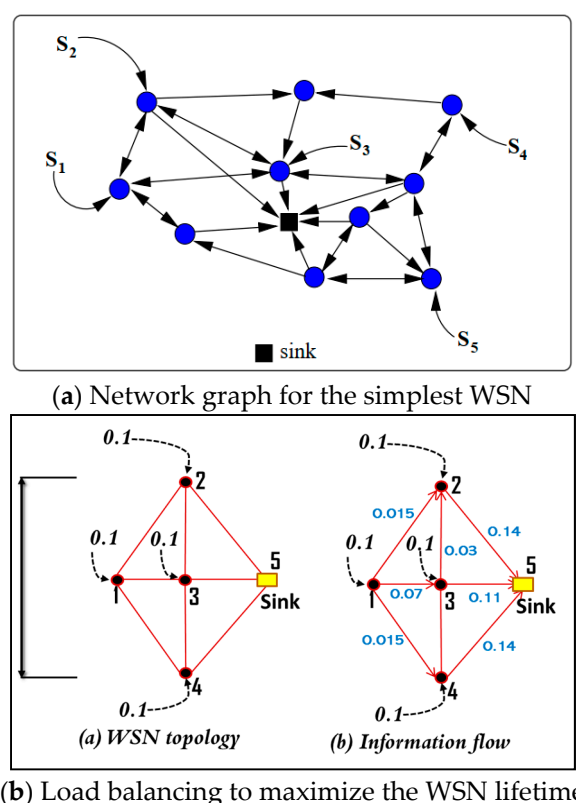 S2
S1
S3
S4
S5
sink
(a) Network graph for the simplest WSN
0.1
2
0.1
0.1
5
1
3
Sink
4
0.1
(a) WSN topology
0.1
2
0.015
0.14
0.1
0.1
0.03
5
0.07
0.11
1
3
Sink
0.015
0.14
4
0.1
(b) Information flow
(b) Load balancing to maximize the WSN lifetime